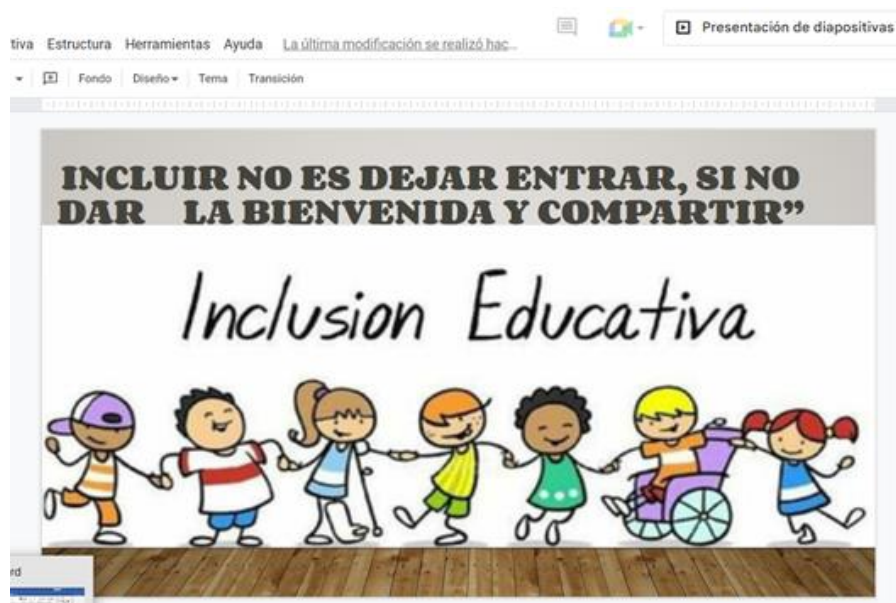 Presentación de diapositivas
tiva Estructura Herramientas Ayuda La última modificación se realizó hac...
Fondo Diseño Tema Transición
INCLUIR NO ES DEJAR ENTRAR, SI NO
DAR LA BIENVENIDA Y COMPARTIR”
Inclusion Educativa
rd